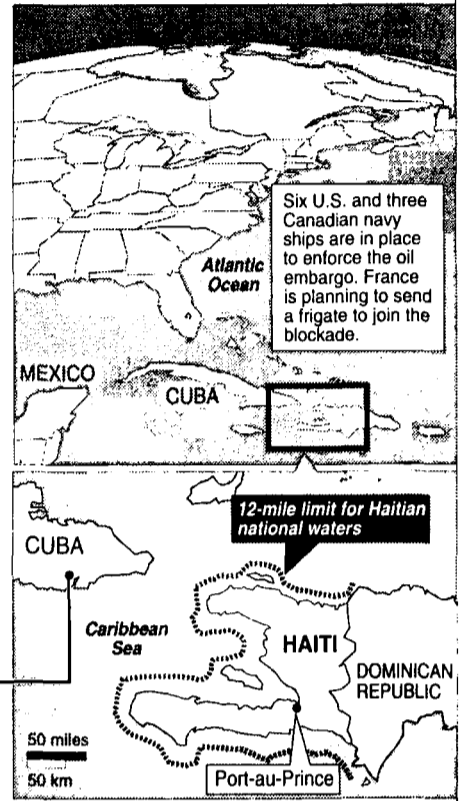 Six U.S. and three
Canadian navy
ships are in place
to enforce the oil
embargo. France
is planning to send
a frigate to join the
blockade.
Atlantic
Ocean
MEXICO
CUBA
12-mile limit for Haitian
national waters
CUBA
Caribbean
Sea
HAITI
DOMINICAN
REPUBLIC
50 miles
50 km
Port-au-Prince